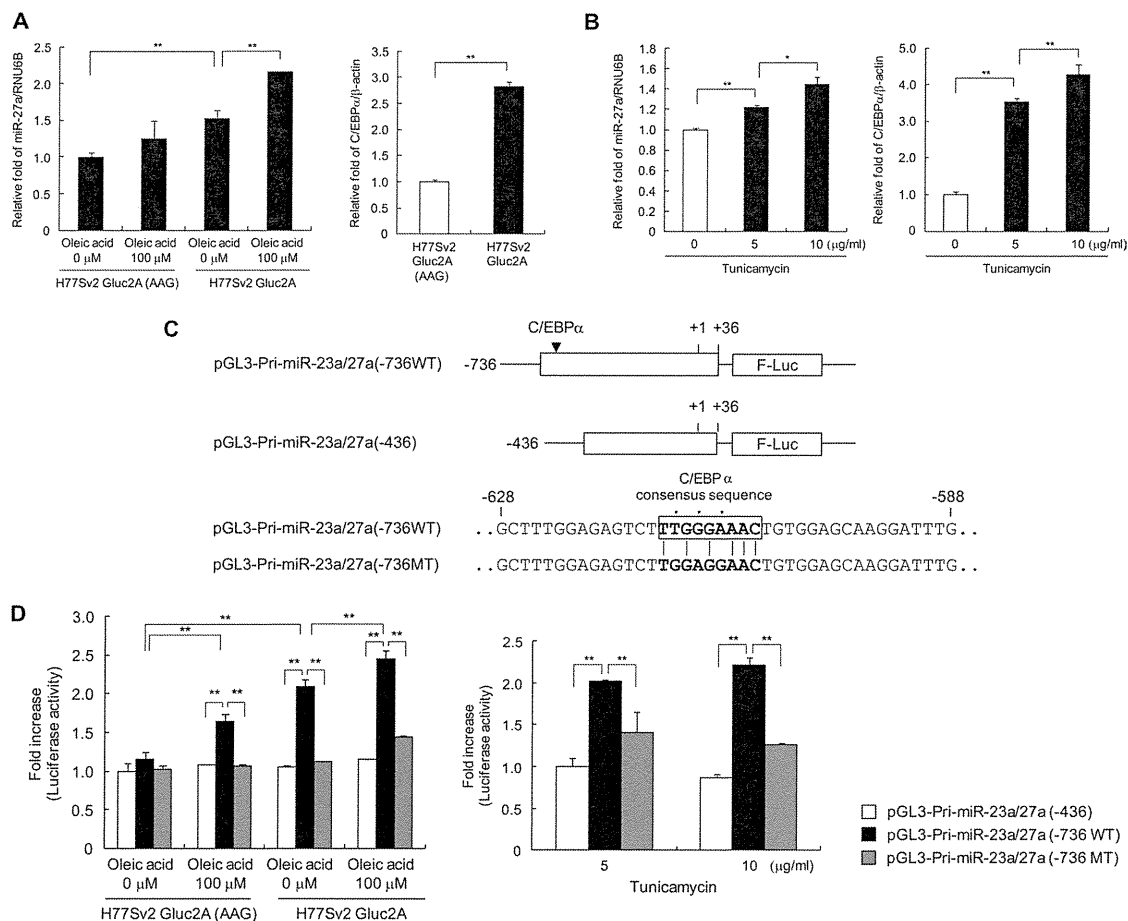 A
Relative fold of miR-27a/RNU6B
2.5
2.0
1.5
1.0
0.5
0
**
**
Oleic acid 0 µM
Oleic acid 100 µM
Oleic acid 0 µM
Oleic acid 100 µM
H77Sv2 Gluc2A (AAG)
H77Sv2 Gluc2A
Relative fold of C/EBPα/β-actin
3.5
3.0
2.5
2.0
1.5
1.0
0.5
0
**
H77Sv2 Gluc2A (AAG)
H77Sv2 Gluc2A
B
Relative fold of miR-27a/RNU6B
1.8
1.6
1.4
1.2
1.0
0.8
0.6
0.4
0.2
0
**
*
0
5
10 (µg/ml)
Tunicamycin
Relative fold of C/EBPα/β-actin
5.0
4.0
3.0
2.0
1.0
0
**
**
0
5
10 (µg/ml)
Tunicamycin
C
C/EBPα
+1 +36
pGL3-Pri-miR-23a/27a(-736WT)
-736
F-Luc
+1 +36
pGL3-Pri-miR-23a/27a(-436)
-436
F-Luc
C/EBP α
consensus sequence
-628
-588
pGL3-Pri-miR-23a/27a(-736WT)
..GCTTTGGAGAGTCTTTGGGAAACTGTGGAGCAAGGATTTG..
pGL3-Pri-miR-23a/27a(-736MT)
..GCTTTGGAGAGTCTTGGAGGAACTGTGGAGCAAGGATTTG..
D
Fold increase
(Luciferase activity)
3.0
2.5
2.0
1.5
1.0
0.5
0
**
**
**
** **
** **
** **
Oleic acid 0 µM
Oleic acid 100 µM
Oleic acid 0 µM
Oleic acid 100 µM
H77Sv2 Gluc2A (AAG)
H77Sv2 Gluc2A
Fold increase
(Luciferase activity)
2.5
2.0
1.5
1.0
0.5
0
** **
** **
5
10 (µg/ml)
Tunicamycin
pGL3-Pri-miR-23a/27a (-436)
pGL3-Pri-miR-23a/27a (-736 WT)
pGL3-Pri-miR-23a/27a (-736 MT)